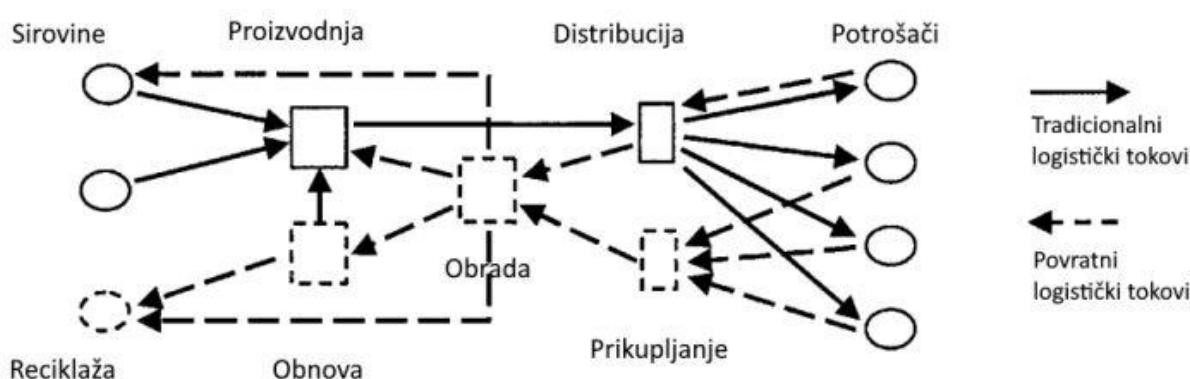 Sirovine
Proizvodnja
Distribucija
Potrošači
Tradicionalni
logistički tokovi
Obrada
Povratni
logistički tokovi
Prikupljanje
Reciklaža
Obnova